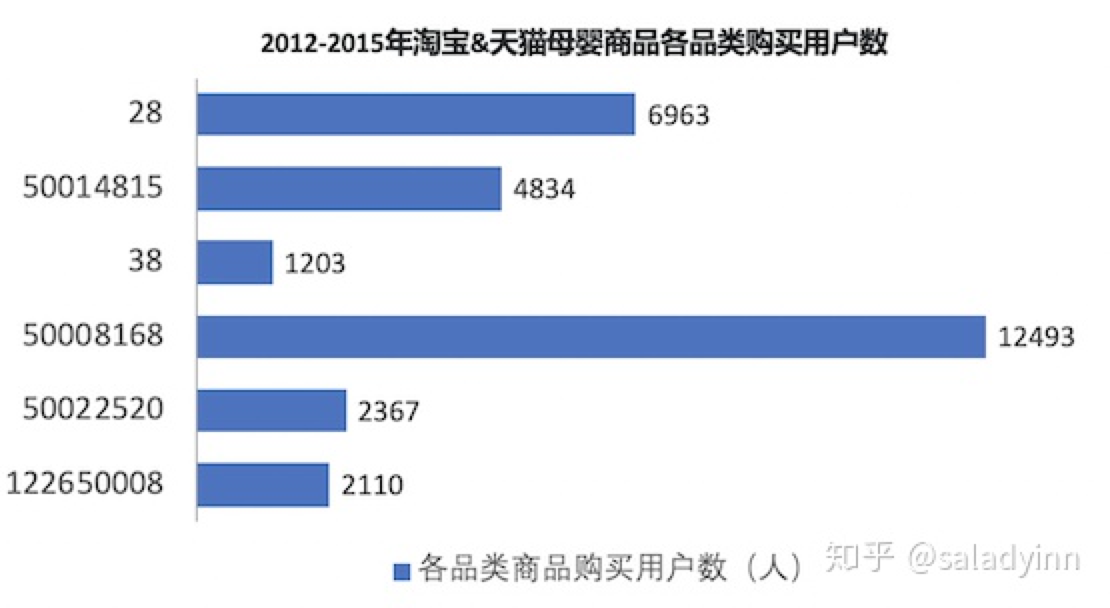 2012-2015年淘宝&天猫母婴商品各品类购买用户数
28 6963
50014815 4834
38 1203
50008168 12493
50022520 2367
122650008 2110
各品类商品购买用户数（人）
知乎 @saladyinn